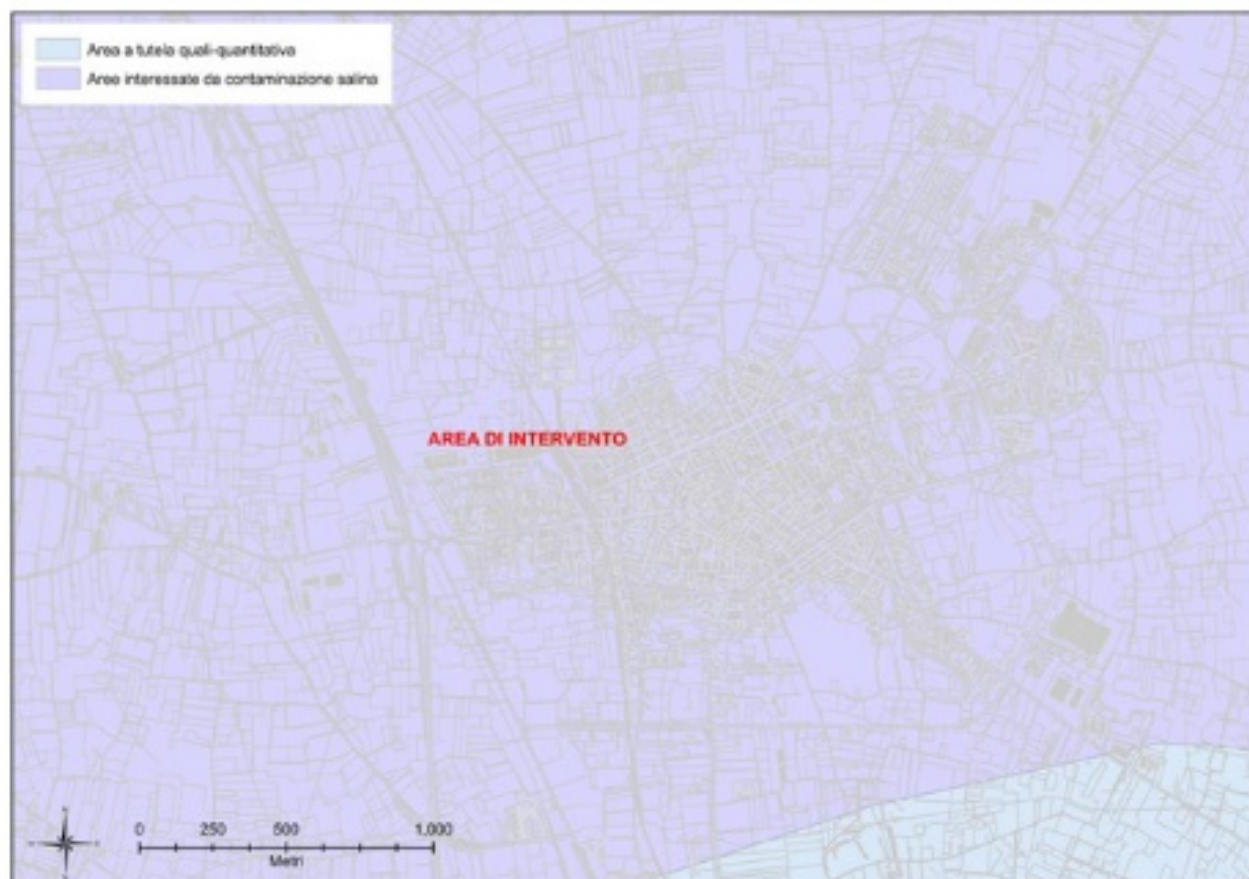 Area a tutela quali-quantitativa
Aree interessate da contaminazione salina
AREA DI INTERVENTO
0 250 500 1.000
Metri